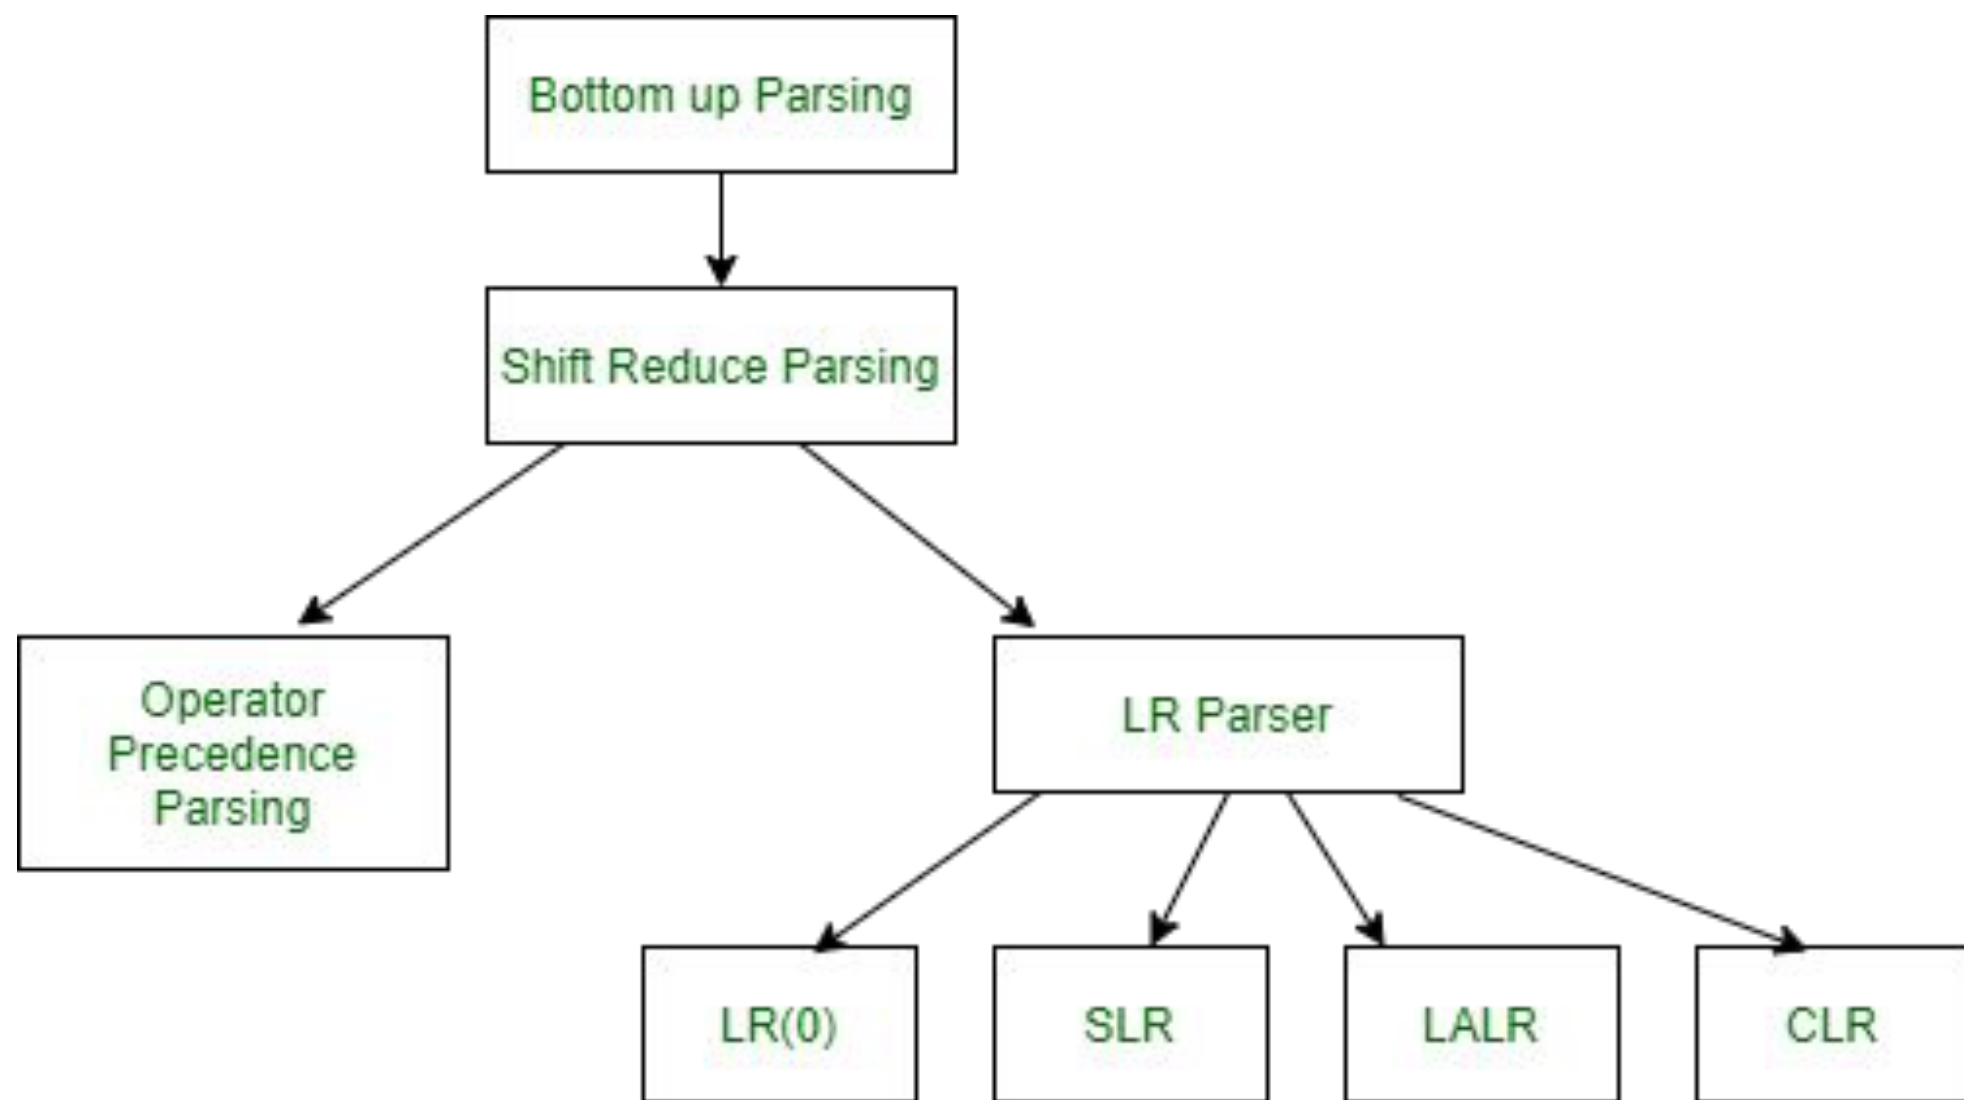 Bottom up Parsing
Shift Reduce Parsing
Operator
Precedence
Parsing
LR Parser
LR(0)
SLR
LALR
CLR